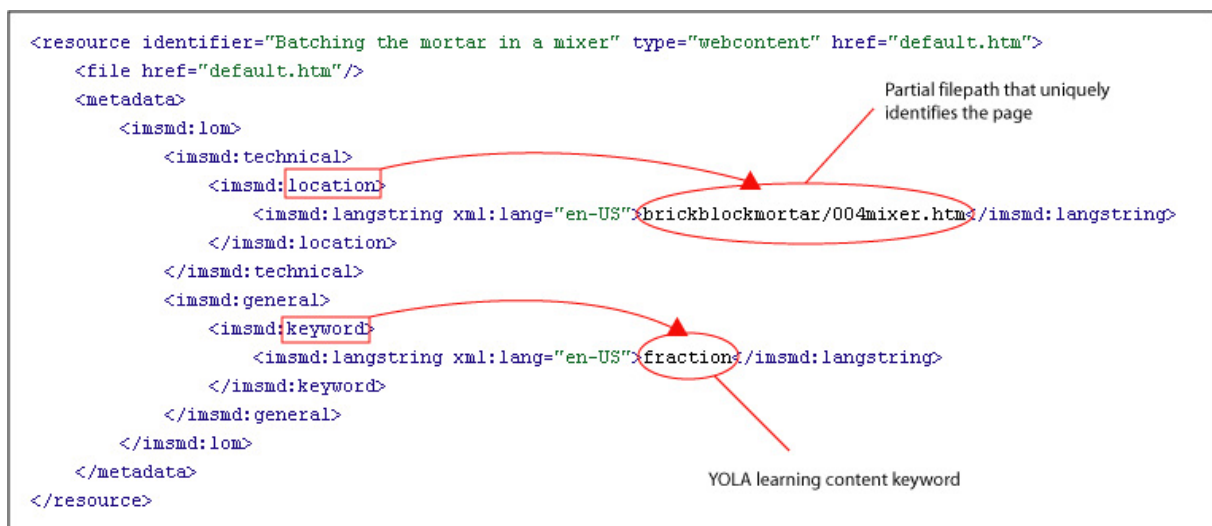 <resource identifier="Batching the mortar in a mixer" type="webcontent" href="default.htm">
<file href="default.htm"/>
<metadata>
Partial filepath that uniquely
identifies the page
<imsmd:lom>
<imsmd:technical>
<imsmd:location>
<imsmd:langstring xml:lang="en-US">brickblockmortar/004mixer.htm</imsmd:langstring>
</imsmd:location>
</imsmd:technical>
<imsmd:general>
<imsmd:keyword>
<imsmd:langstring xml:lang="en-US">fraction</imsmd:langstring>
</imsmd:keyword>
</imsmd:general>
</imsmd:lom>
</metadata>
YOLA learning content keyword
</resource>